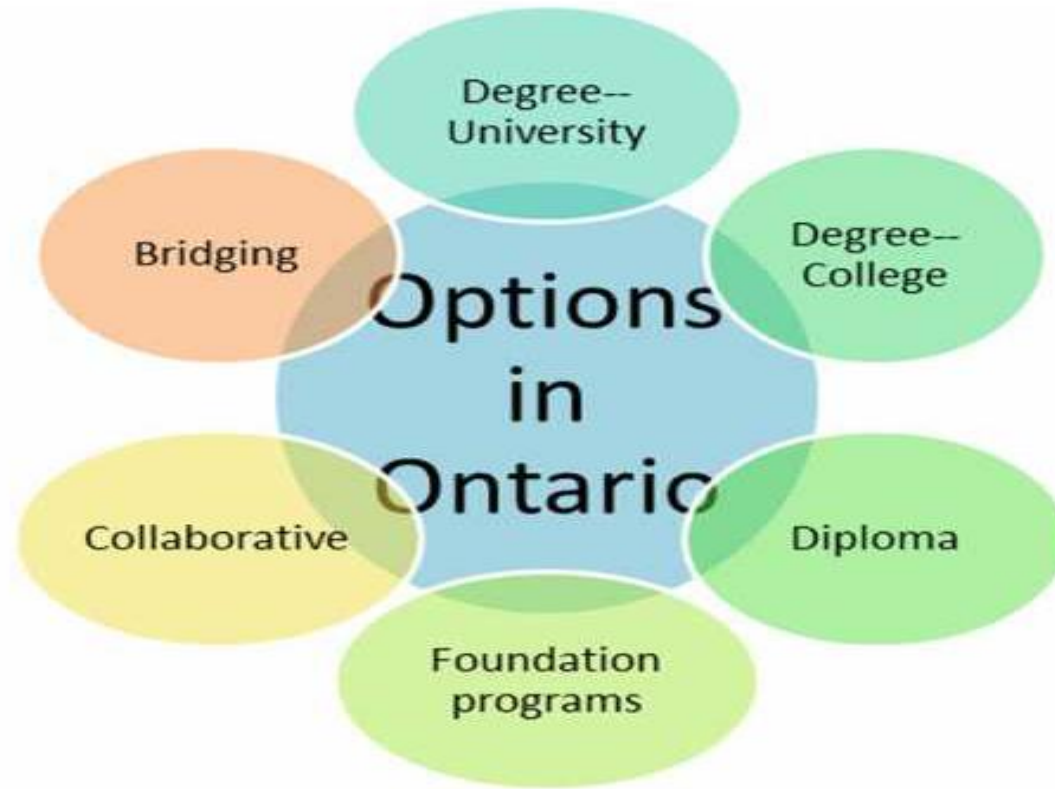 Degree--
University
Degree--
College
Diploma
Foundation
programs
Collaborative
Bridging
Options
in
Ontario